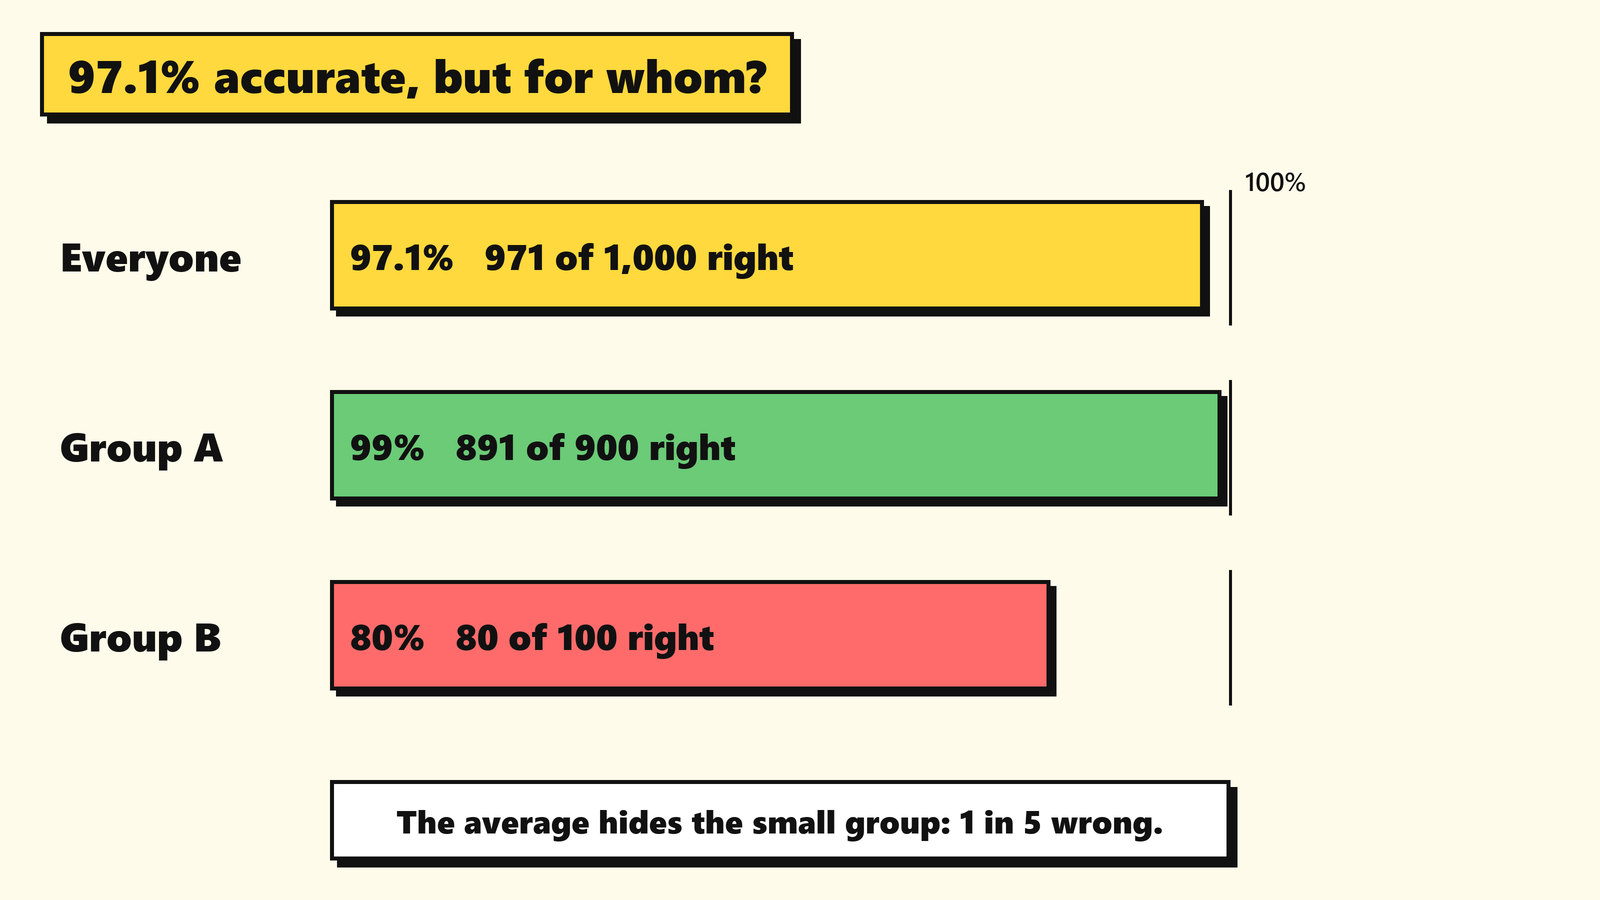 97.1% accurate, but for whom?
100%
Everyone
97.1% 971 of 1,000 right
Group A
99% 891 of 900 right
Group B
80% 80 of 100 right
The average hides the small group: 1 in 5 wrong.